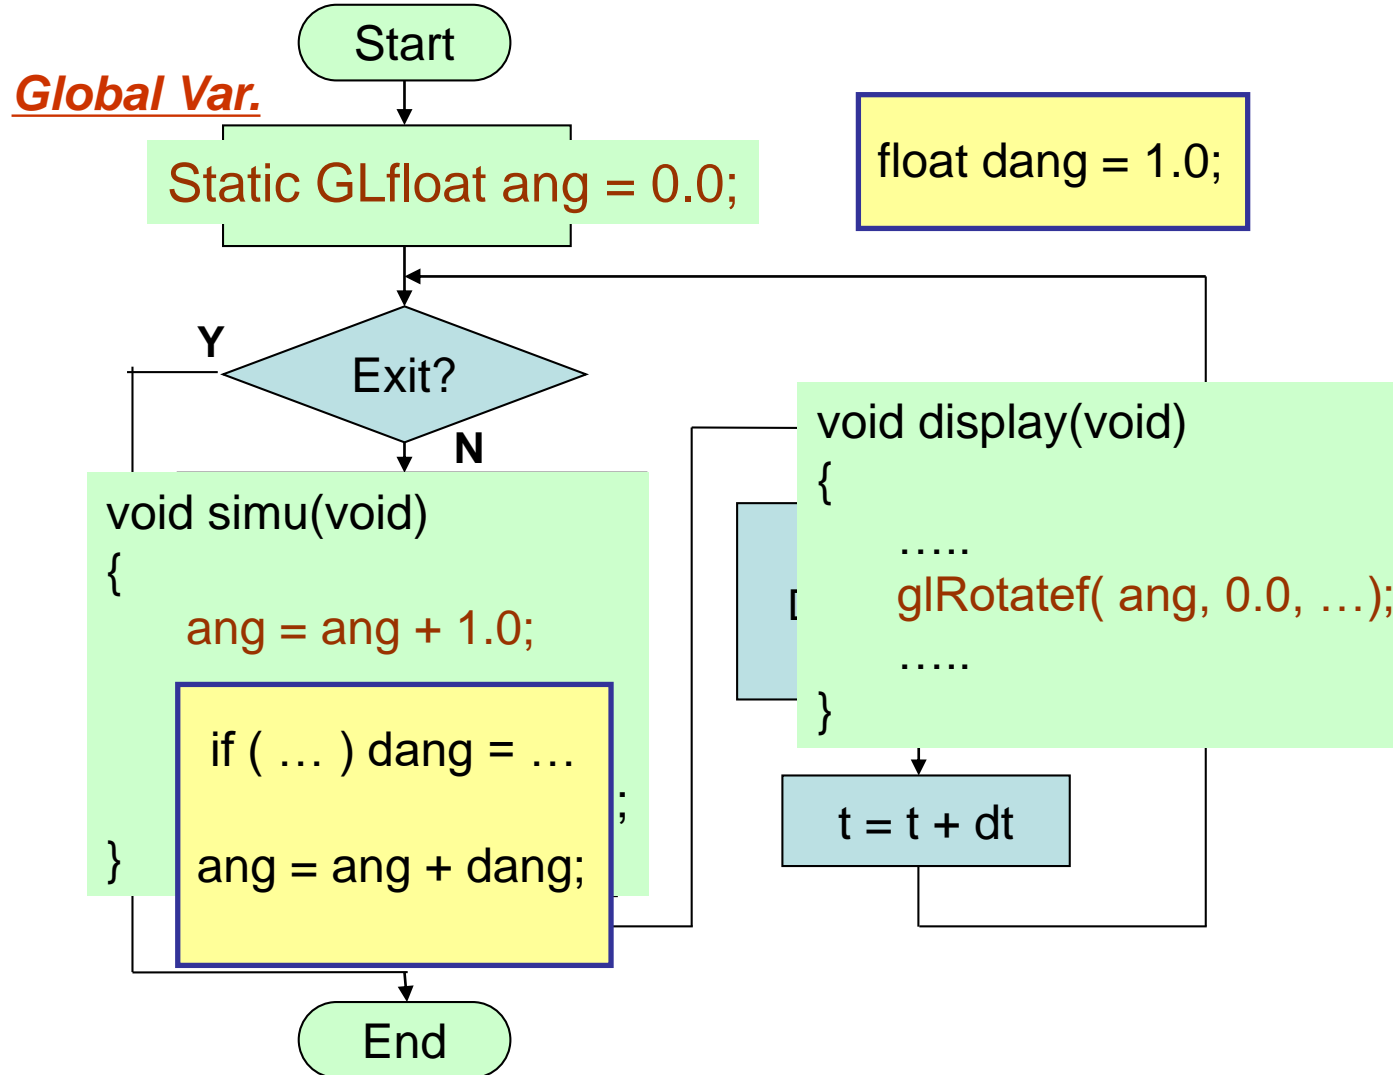 Start
Global Var.
Static GLfloat ang = 0.0;
float dang = 1.0;
Y
Exit?
N
void simu(void)
{
ang = ang + 1.0;
if ( … ) dang = …
;
ang = ang + dang;
}
void display(void)
{
…..
glRotatef( ang, 0.0, …);
…..
}
t = t + dt
End